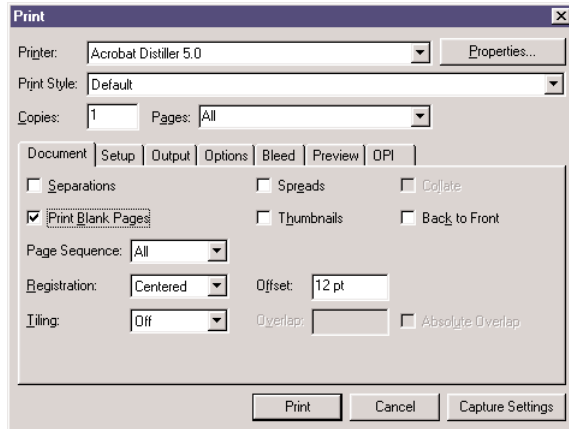 Print
Printer: Acrobat Distiller 5.0 Properties...
Print Style: Default
Copies: 1 Pages: All
Document Setup Output Options Bleed Preview OPI
Separations Spreads Collate
Print Blank Pages Thumbnails Back to Front
Page Sequence: All
Registration: Centered Offset: 12 pt
Tiling: Off Overlap: Absolute Overlap
Print Cancel Capture Settings